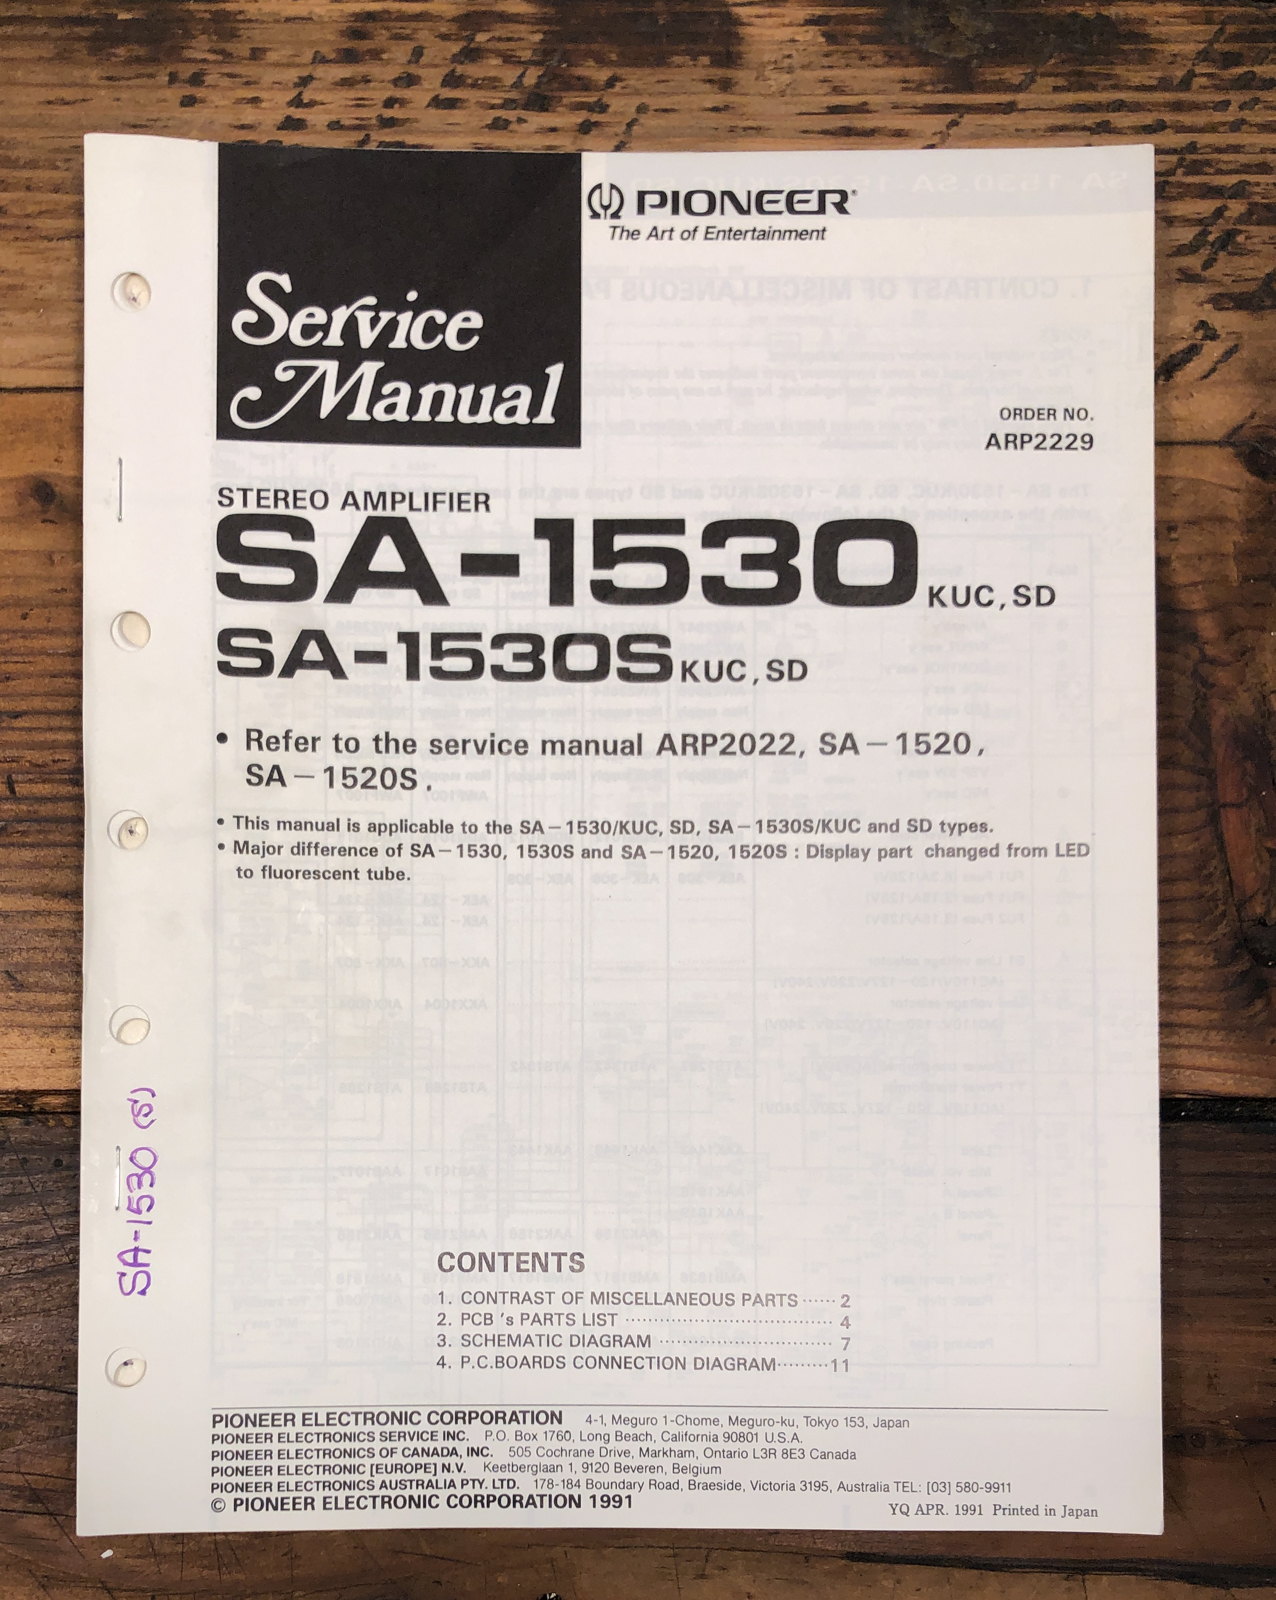 PIONEER®
The Art of Entertainment
Service
Manual
ORDER NO.
ARP2229
STEREO AMPLIFIER
SA-1530 KUC, SD
SA-1530S KUC, SD
• Refer to the service manual ARP2022, SA－1520,
SA－1520S.
• This manual is applicable to the SA－1530/KUC, SD, SA－1530S/KUC and SD types.
• Major difference of SA－1530, 1530S and SA－1520, 1520S : Display part changed from LED
to fluorescent tube.
SA-1530 (S)
CONTENTS
1. CONTRAST OF MISCELLANEOUS PARTS ······ 2
2. PCB 's PARTS LIST ······································ 4
3. SCHEMATIC DIAGRAM ································ 7
4. P.C.BOARDS CONNECTION DIAGRAM········· 11
PIONEER ELECTRONIC CORPORATION 4-1, Meguro 1-Chome, Meguro-ku, Tokyo 153, Japan
PIONEER ELECTRONICS SERVICE INC. P.O. Box 1760, Long Beach, California 90801 U.S.A.
PIONEER ELECTRONICS OF CANADA, INC. 505 Cochrane Drive, Markham, Ontario L3R 8E3 Canada
PIONEER ELECTRONIC [EUROPE] N.V. Keetberglaan 1, 9120 Beveren, Belgium
PIONEER ELECTRONICS AUSTRALIA PTY. LTD. 178-184 Boundary Road, Braeside, Victoria 3195, Australia TEL: [03] 580-9911
© PIONEER ELECTRONIC CORPORATION 1991
YQ APR. 1991 Printed in Japan